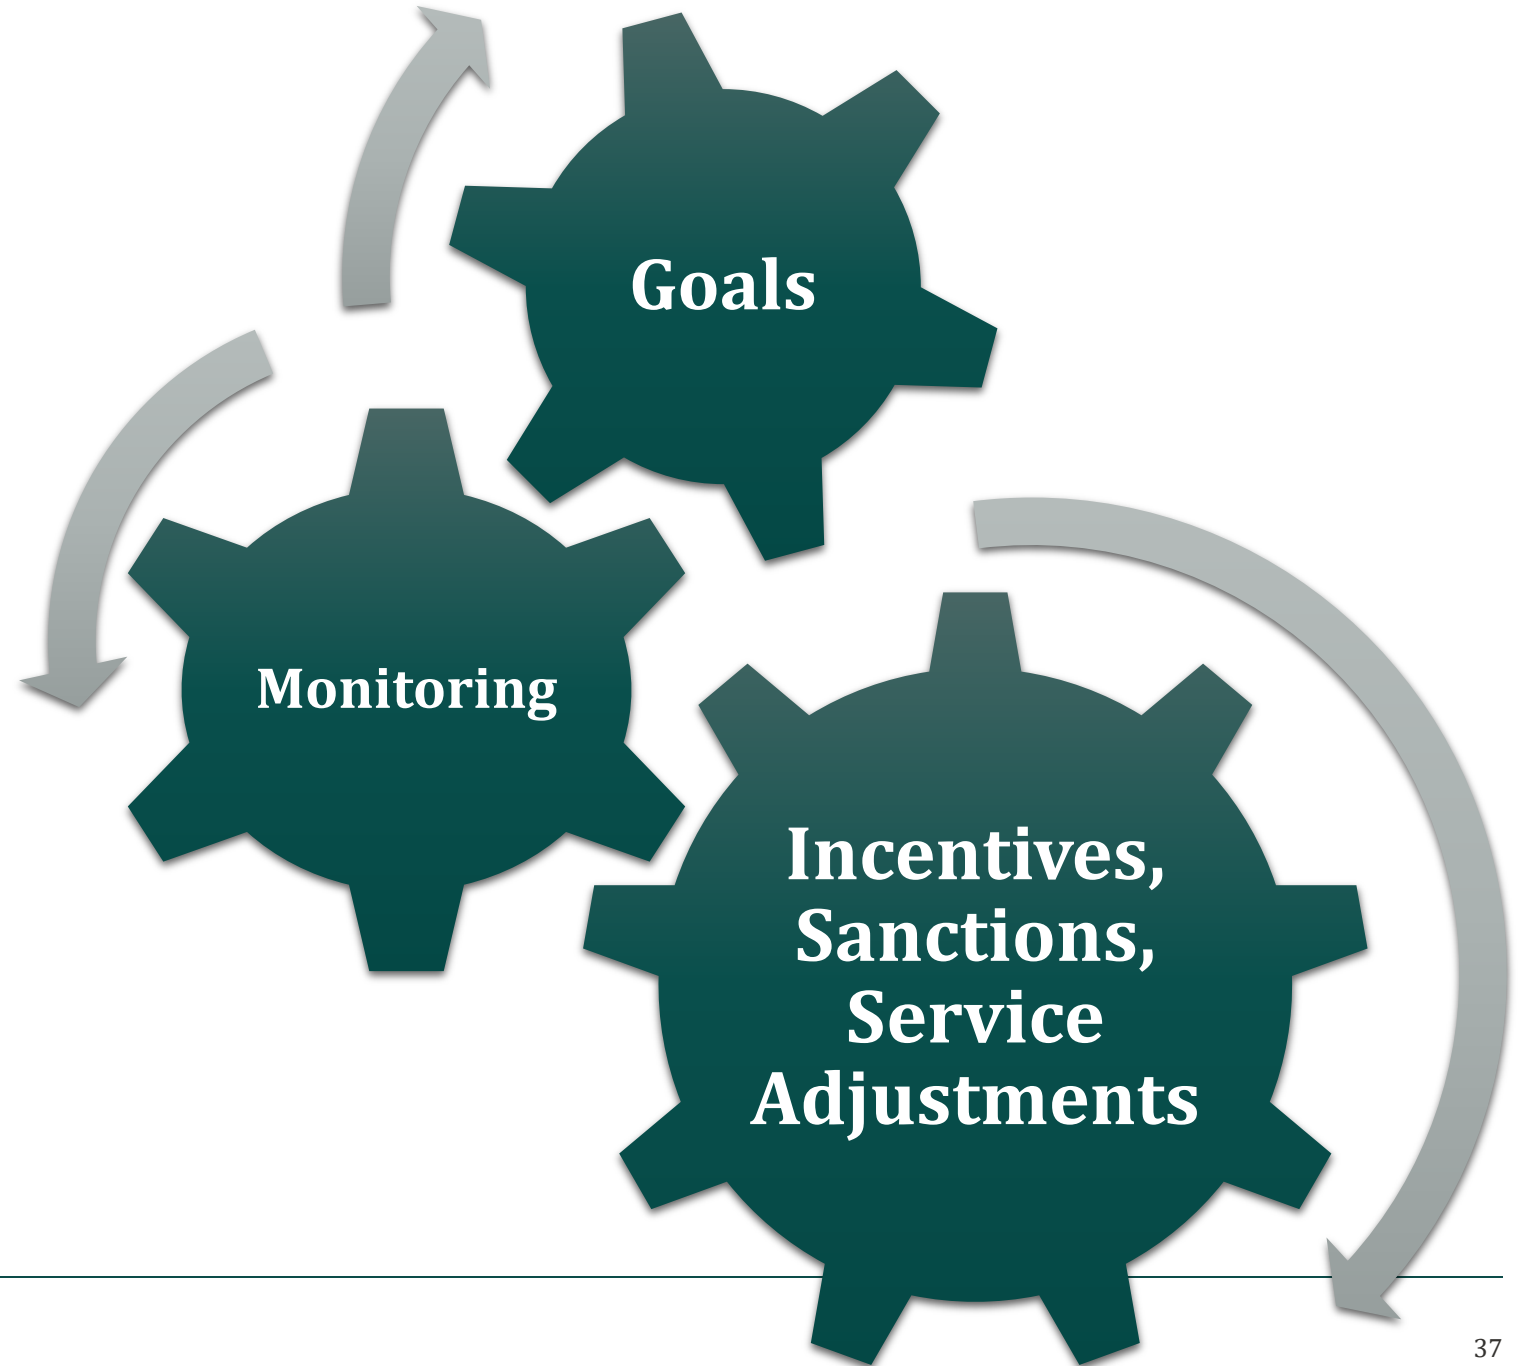 Goals
Monitoring
Incentives,
Sanctions,
Service
Adjustments
37